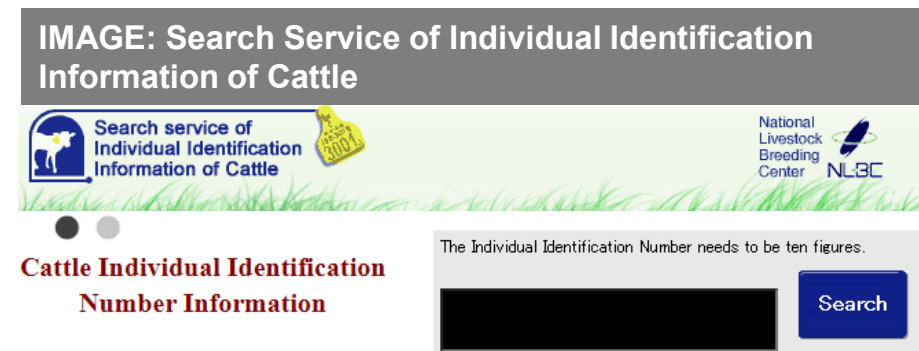 IMAGE: Search Service of Individual Identification
Information of Cattle
Search service of
Individual Identification
Information of Cattle
3001
National
Livestock
Breeding
Center
NLBC
Cattle Individual Identification
Number Information
The Individual Identification Number needs to be ten figures.
Search